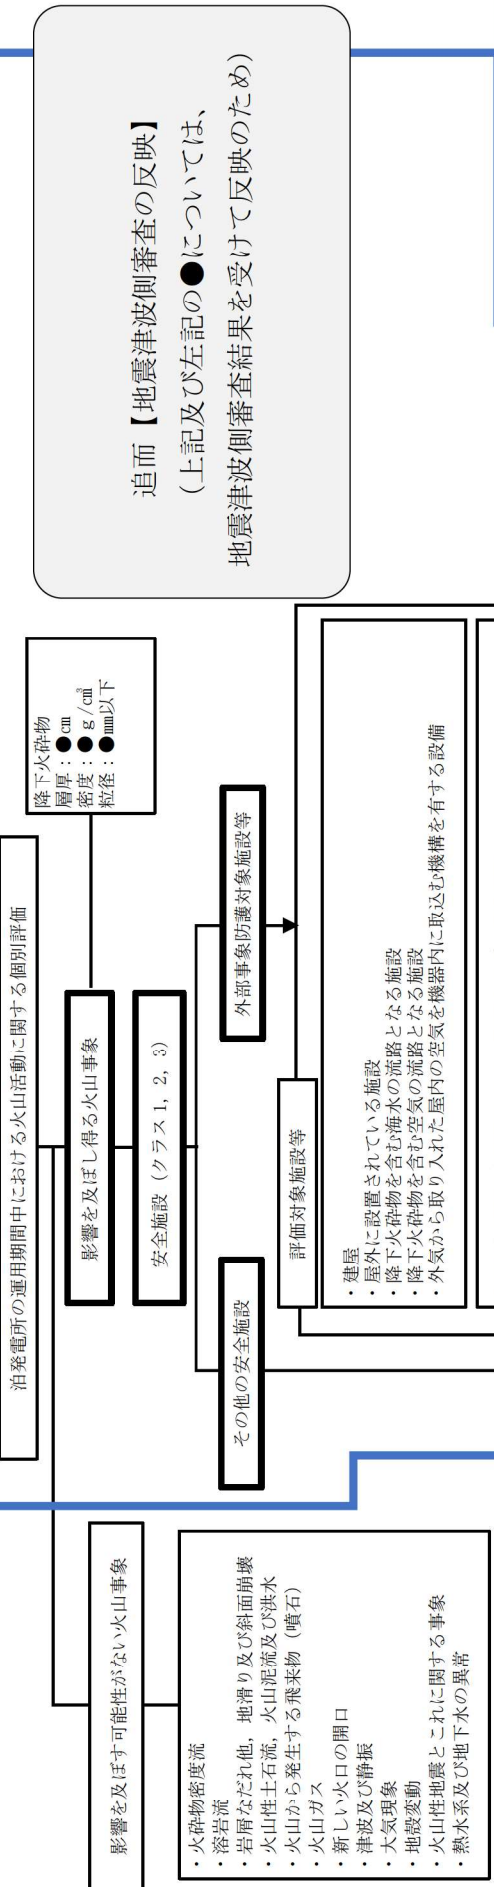 泊発電所の運用期間中における火山活動に関する個別評価
影響を及ぼす可能性がない火山事象
・火砕物密度流
・溶岩流
・岩屑なだれ他，地滑り及び斜面崩壊
・火山性土石流，火山泥流及び洪水
・火山から発生する飛来物（噴石）
・火山ガス
・新しい火口の開口
・津波及び静振
・大気現象
・地殻変動
・火山性地震とこれに関する事象
・熱水系及び地下水の異常
影響を及ぼし得る火山事象
降下火砕物
層厚：●cm
密度：●ｇ/cm³
粒径：●mm以下
安全施設（クラス1, 2, 3）
その他の安全施設
外部事象防護対象施設等
評価対象施設等
・建屋
・屋外に設置されている施設
・降下火砕物を含む海水の流路となる施設
・降下火砕物を含む空気の流路となる施設
・外気から取り入れた屋内の空気を機器内に取込む機構を有する設備
追而【地震津波側審査の反映】
（上記及び左記の●については、
地震津波側審査結果を受けて反映のため）